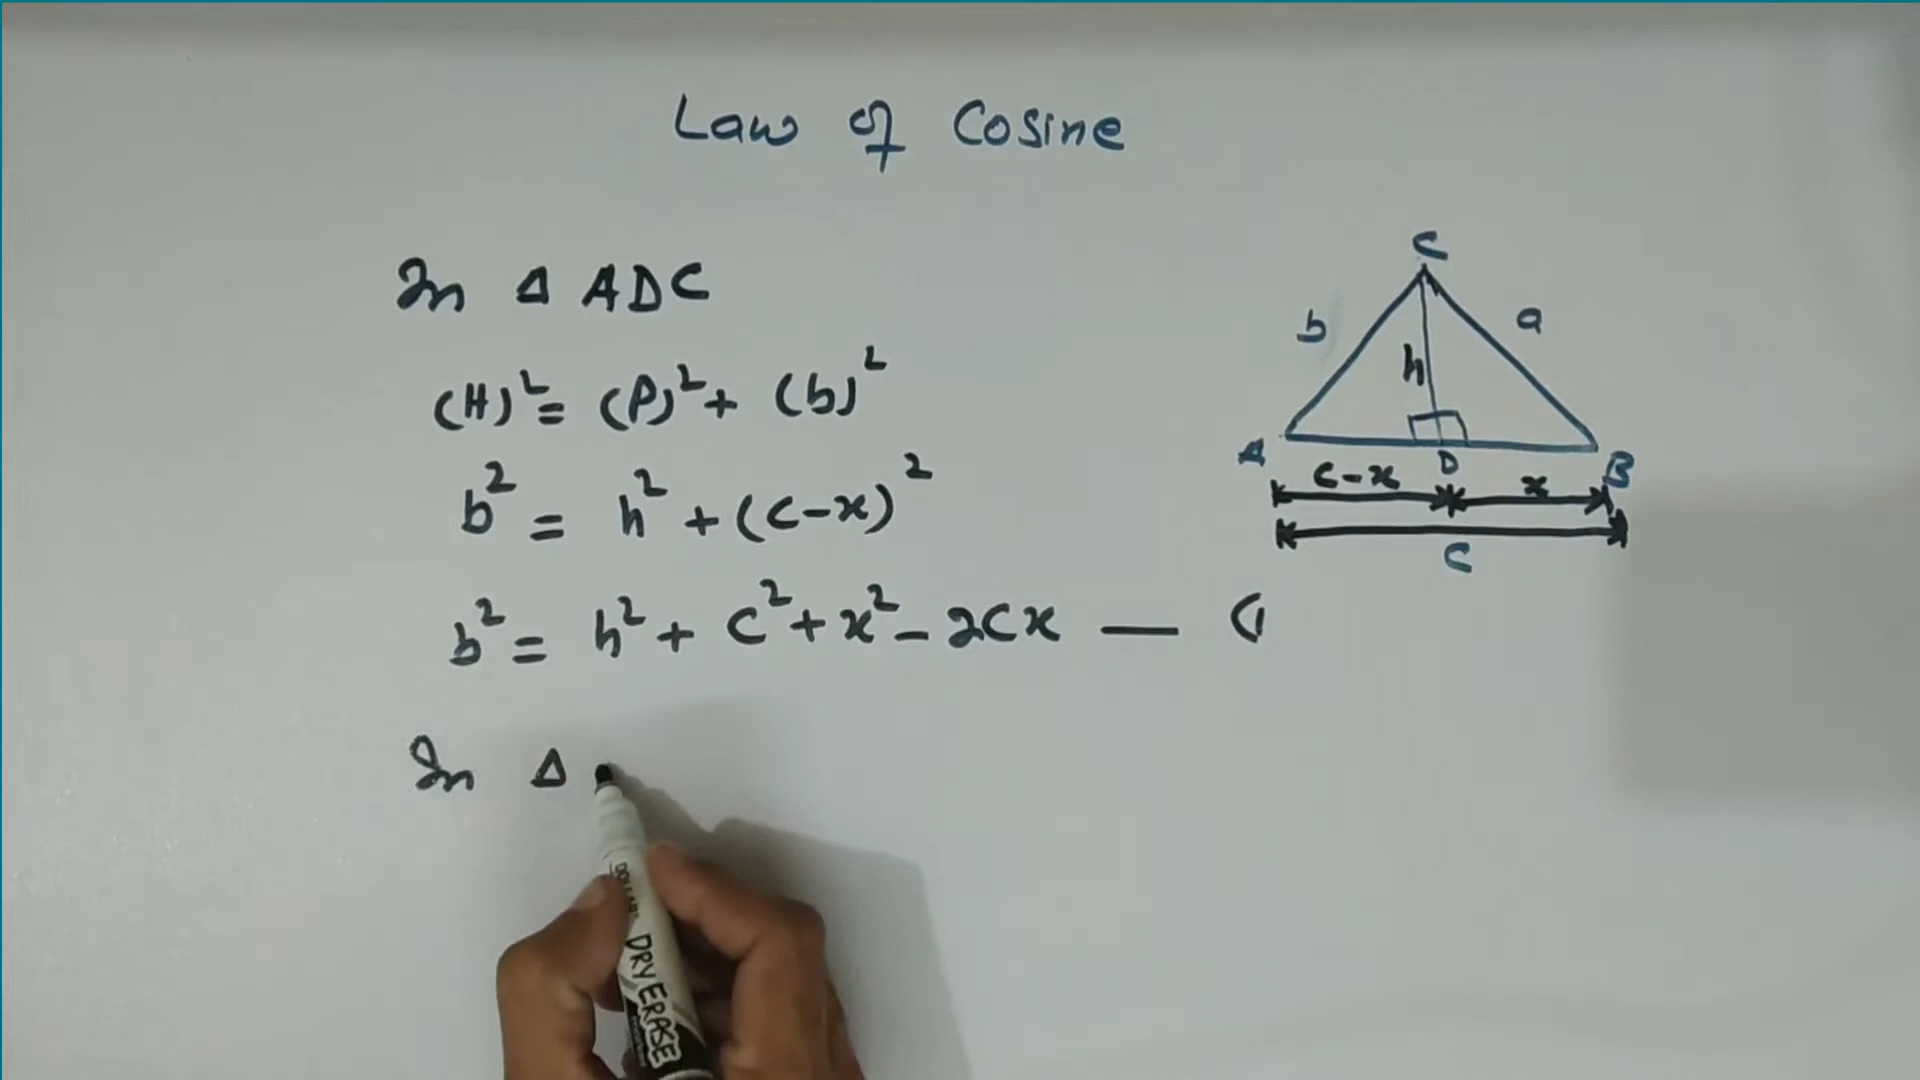 Law of Cosine
In Δ ADC
(H)² = (P)² + (b)²
b² = h² + (c-x)²
b² = h² + c² + x² - 2cx — (1
In Δ
C
b
a
h
A
D
B
c-x
x
c
DOLLAR
DRY ERASE